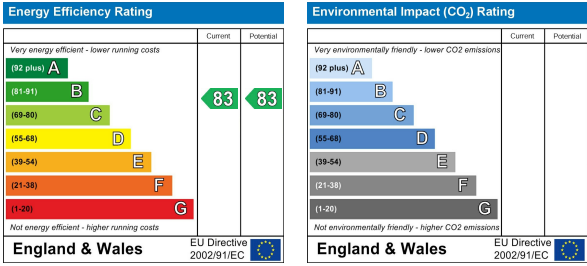 Energy Efficiency Rating
Current Potential
Very energy efficient - lower running costs
(92 plus) A
(81-91) B
83 83
(69-80) C
(55-68) D
(39-54) E
(21-38) F
(1-20) G
Not energy efficient - higher running costs
England & Wales
EU Directive
2002/91/EC
Environmental Impact (CO₂) Rating
Current Potential
Very environmentally friendly - lower CO2 emissions
(92 plus) A
(81-91) B
(69-80) C
(55-68) D
(39-54) E
(21-38) F
(1-20) G
Not environmentally friendly - higher CO2 emissions
England & Wales
EU Directive
2002/91/EC